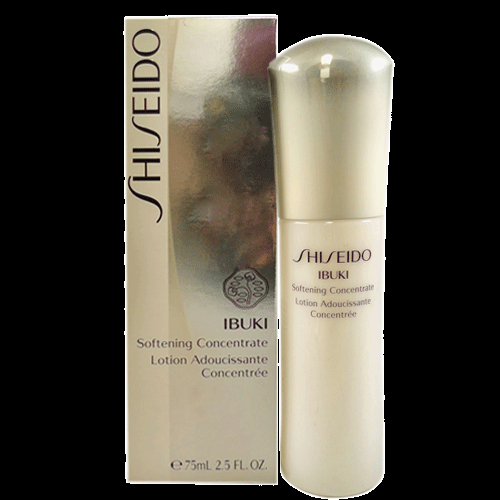 SHISEIDO
IBUKI
Softening Concentrate
Lotion Adoucissante
Concentrée
℮ 75mL 2.5 FL. OZ.
SHISEIDO
IBUKI
Softening Concentrate
Lotion Adoucissante
Concentrée